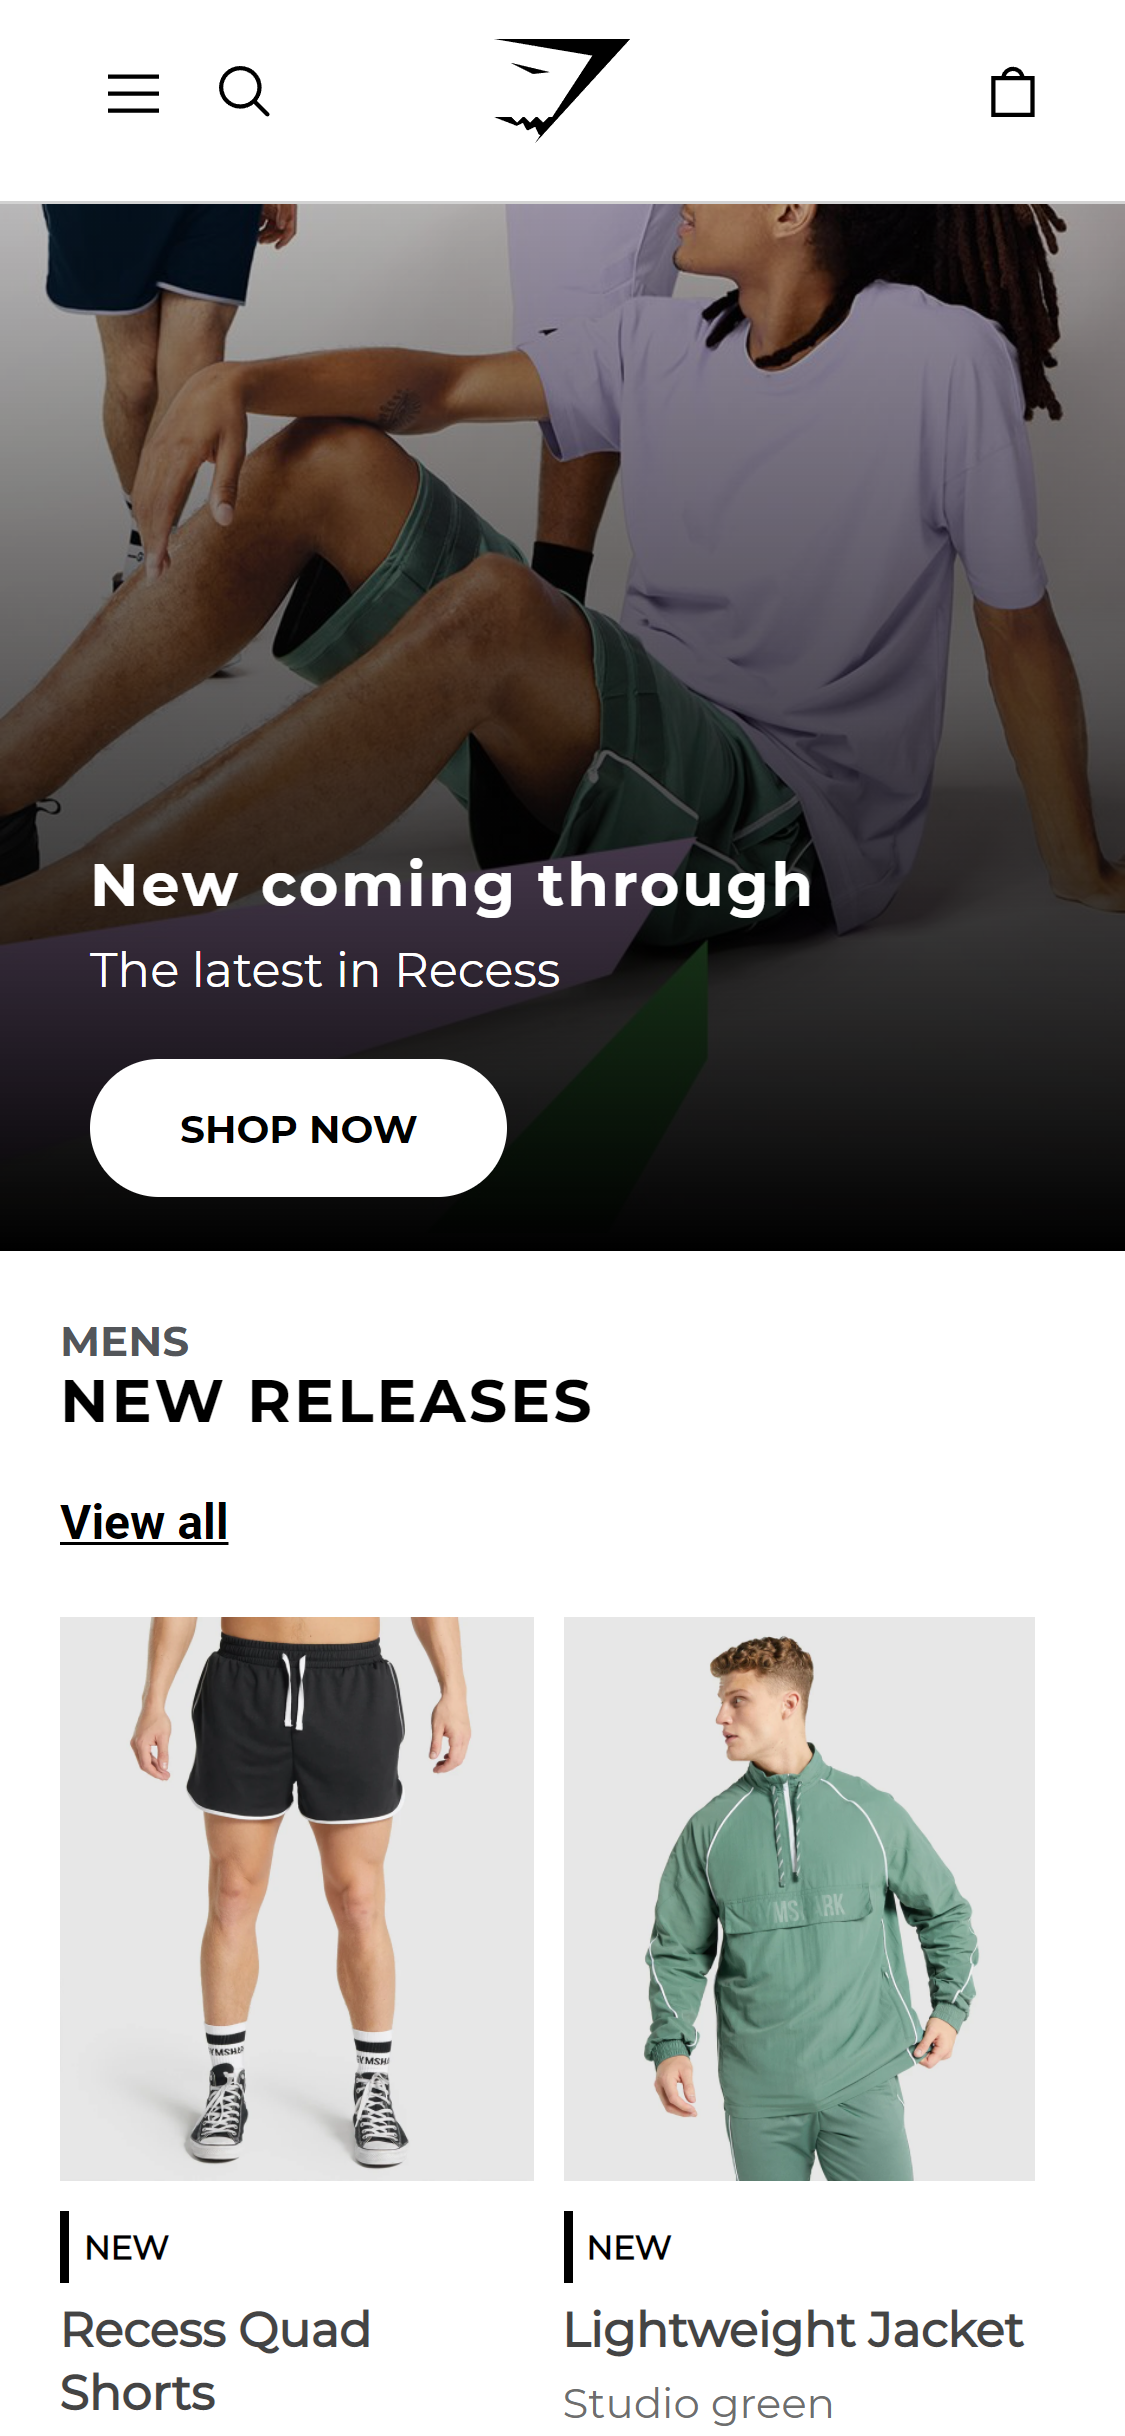 New coming through
The latest in Recess
SHOP NOW
MENS
NEW RELEASES
View all
NEW
Recess Quad
Shorts
NEW
Lightweight Jacket
Studio green